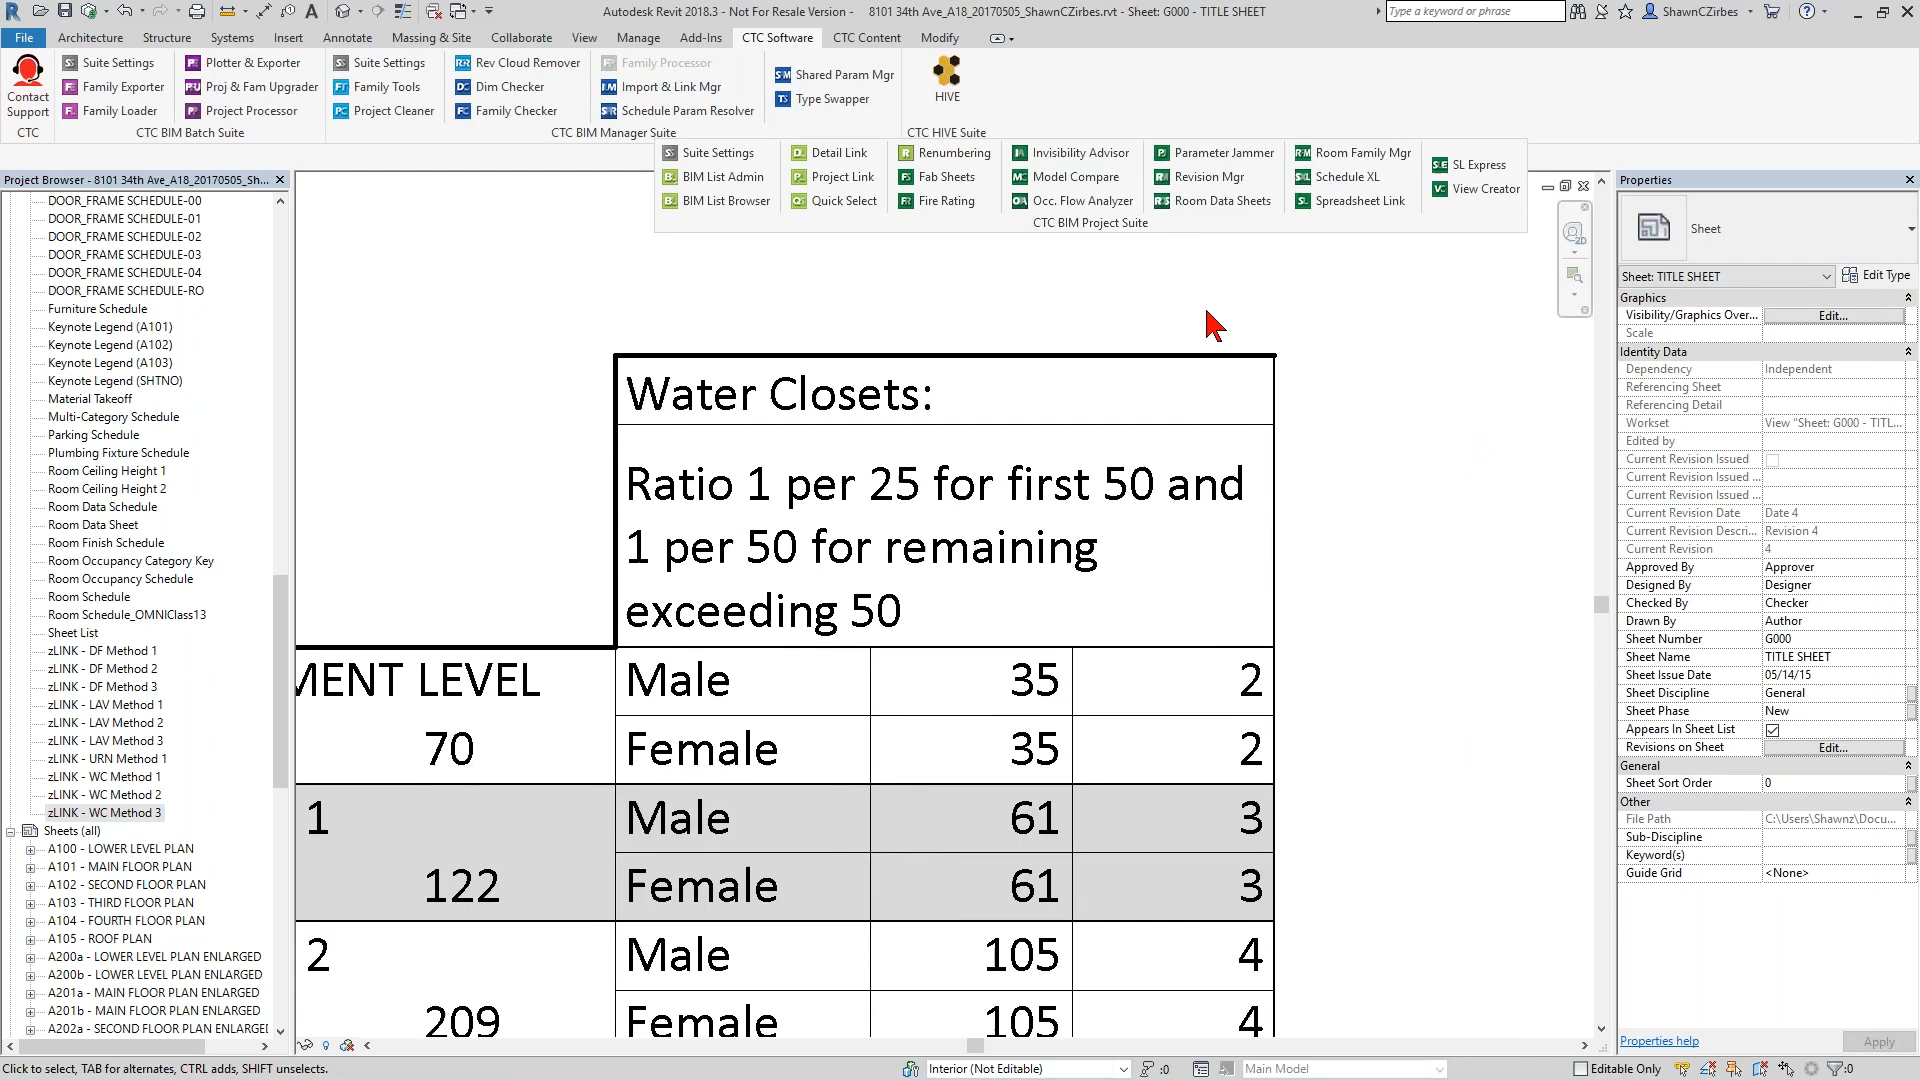 Autodesk Revit 2018.3 - Not For Resale Version - 8101 34th Ave_A18_20170505_ShawnCZirbes.rvt - Sheet: G000 - TITLE SHEET
Type a keyword or phrase
ShawnCZirbes
File Architecture Structure Systems Insert Annotate Massing & Site Collaborate View Manage Add-Ins CTC Software CTC Content Modify
Contact
Support
CTC
Suite Settings
Family Exporter
Family Loader
Plotter & Exporter
Proj & Fam Upgrader
Project Processor
CTC BIM Batch Suite
Suite Settings
Family Tools
Project Cleaner
Rev Cloud Remover
Dim Checker
Family Checker
Family Processor
Import & Link Mgr
Schedule Param Resolver
Shared Param Mgr
Type Swapper
CTC BIM Manager Suite
HIVE
CTC HIVE Suite
Suite Settings
BIM List Admin
BIM List Browser
Detail Link
Project Link
Quick Select
Renumbering
Fab Sheets
Fire Rating
Invisibility Advisor
Model Compare
Occ. Flow Analyzer
Parameter Jammer
Revision Mgr
Room Data Sheets
Room Family Mgr
Schedule XL
Spreadsheet Link
SL Express
View Creator
CTC BIM Project Suite
Project Browser - 8101 34th Ave_A18_20170505_Sh...
DOOR_FRAME SCHEDULE-00
DOOR_FRAME SCHEDULE-01
DOOR_FRAME SCHEDULE-02
DOOR_FRAME SCHEDULE-03
DOOR_FRAME SCHEDULE-04
DOOR_FRAME SCHEDULE-RO
Furniture Schedule
Keynote Legend (A101)
Keynote Legend (A102)
Keynote Legend (A103)
Keynote Legend (SHTNO)
Material Takeoff
Multi-Category Schedule
Parking Schedule
Plumbing Fixture Schedule
Room Ceiling Height 1
Room Ceiling Height 2
Room Data Schedule
Room Data Sheet
Room Finish Schedule
Room Occupancy Category Key
Room Occupancy Schedule
Room Schedule
Room Schedule_OMNIClass13
Sheet List
zLINK - DF Method 1
zLINK - DF Method 2
zLINK - DF Method 3
zLINK - LAV Method 1
zLINK - LAV Method 2
zLINK - LAV Method 3
zLINK - URN Method 1
zLINK - WC Method 1
zLINK - WC Method 2
zLINK - WC Method 3
Sheets (all)
A100 - LOWER LEVEL PLAN
A101 - MAIN FLOOR PLAN
A102 - SECOND FLOOR PLAN
A103 - THIRD FLOOR PLAN
A104 - FOURTH FLOOR PLAN
A105 - ROOF PLAN
A200a - LOWER LEVEL PLAN ENLARGED
A200b - LOWER LEVEL PLAN ENLARGED
A201a - MAIN FLOOR PLAN ENLARGED
A201b - MAIN FLOOR PLAN ENLARGED
A202a - SECOND FLOOR PLAN ENLARGE
Water Closets:
Ratio 1 per 25 for first 50 and
1 per 50 for remaining
exceeding 50
MENT LEVEL Male 35 2
70 Female 35 2
1 Male 61 3
122 Female 61 3
2 Male 105 4
209 Female 105 4
Properties
Sheet
Sheet: TITLE SHEET Edit Type
Graphics
Visibility/Graphics Over... Edit...
Scale
Identity Data
Dependency Independent
Referencing Sheet
Referencing Detail
Workset View "Sheet: G000 - TITL...
Edited by
Current Revision Issued
Current Revision Issued ...
Current Revision Issued ...
Current Revision Date Date 4
Current Revision Descri... Revision 4
Current Revision 4
Approved By Approver
Designed By Designer
Checked By Checker
Drawn By Author
Sheet Number G000
Sheet Name TITLE SHEET
Sheet Issue Date 05/14/15
Sheet Discipline General
Sheet Phase New
Appears In Sheet List
Revisions on Sheet Edit...
General
Sheet Sort Order 0
Other
File Path C:\Users\Shawnz\Docu...
Sub-Discipline
Keyword(s)
Guide Grid <None>
Properties help Apply
Click to select, TAB for alternates, CTRL adds, SHIFT unselects.
Interior (Not Editable) :0 Main Model Editable Only :0